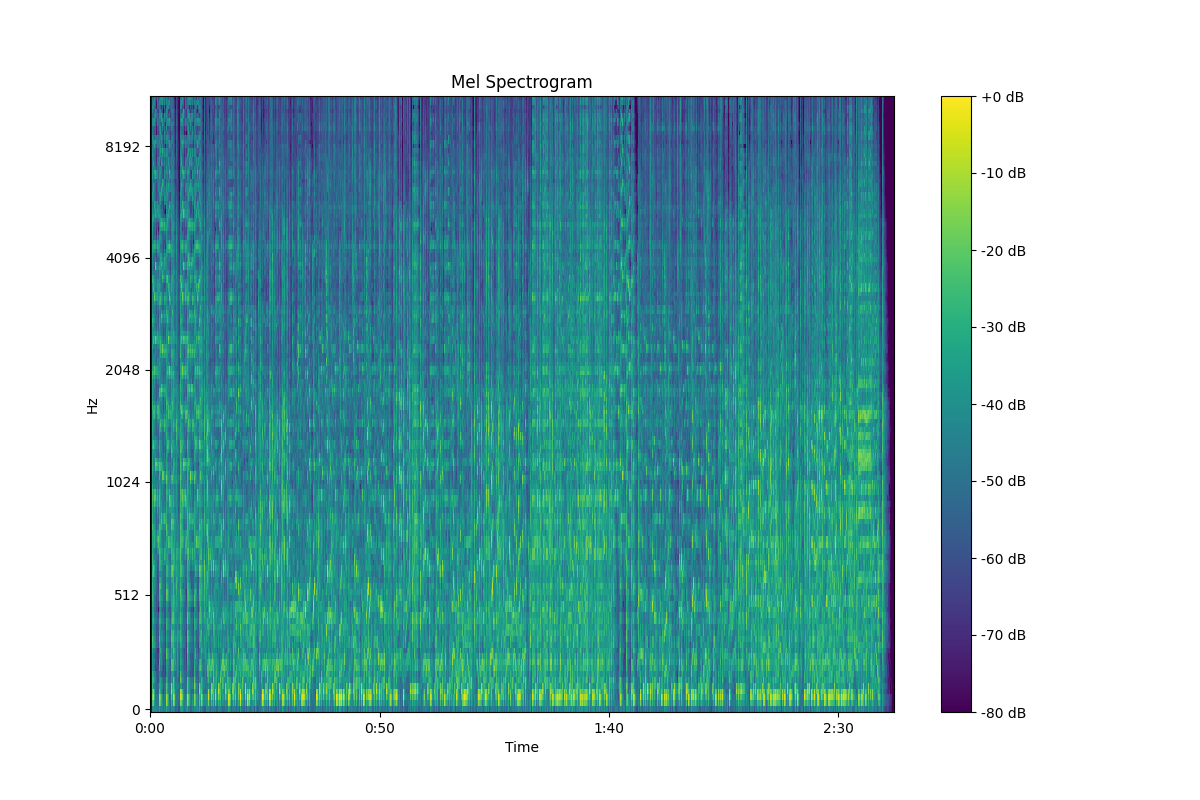 Mel Spectrogram
+0 dB
8192
-10 dB
-20 dB
4096
-30 dB
2048
Hz
-40 dB
1024
-50 dB
-60 dB
512
-70 dB
0
-80 dB
0:00
0:50
1:40
2:30
Time